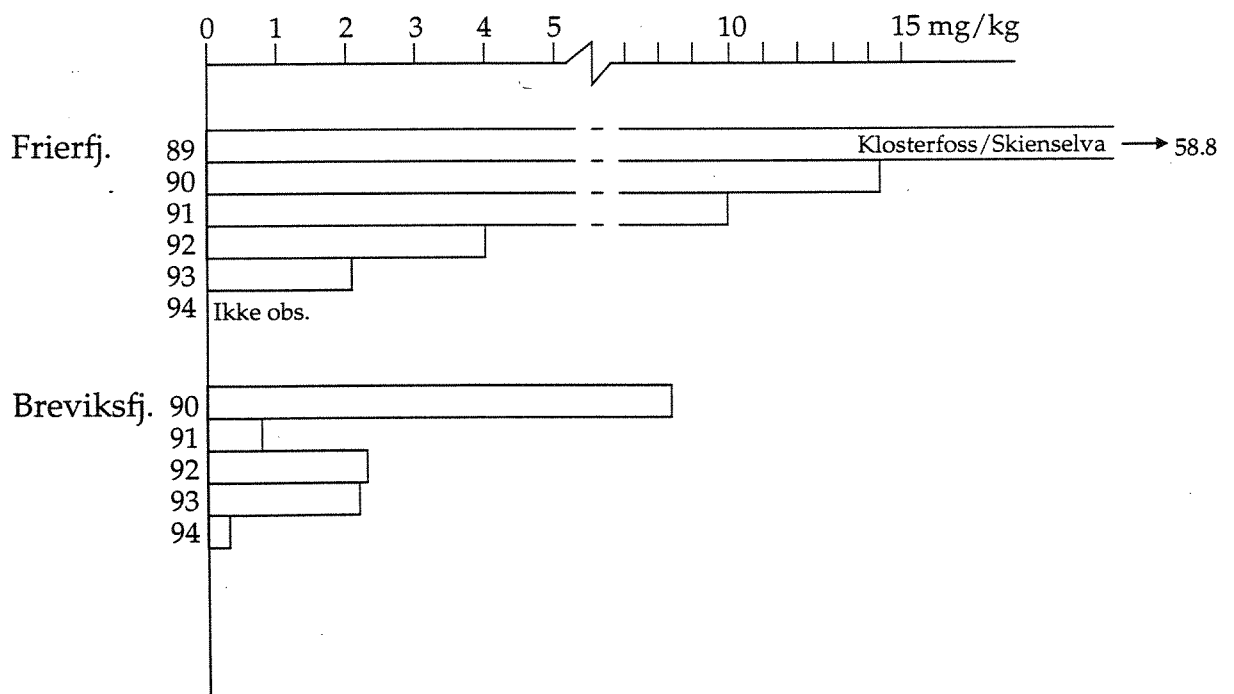 0 1 2 3 4 5 10 15 mg/kg
Frierfj. 89 Klosterfoss/Skienselva → 58.8
90
91
92
93
94 Ikke obs.
Breviksfj. 90
91
92
93
94